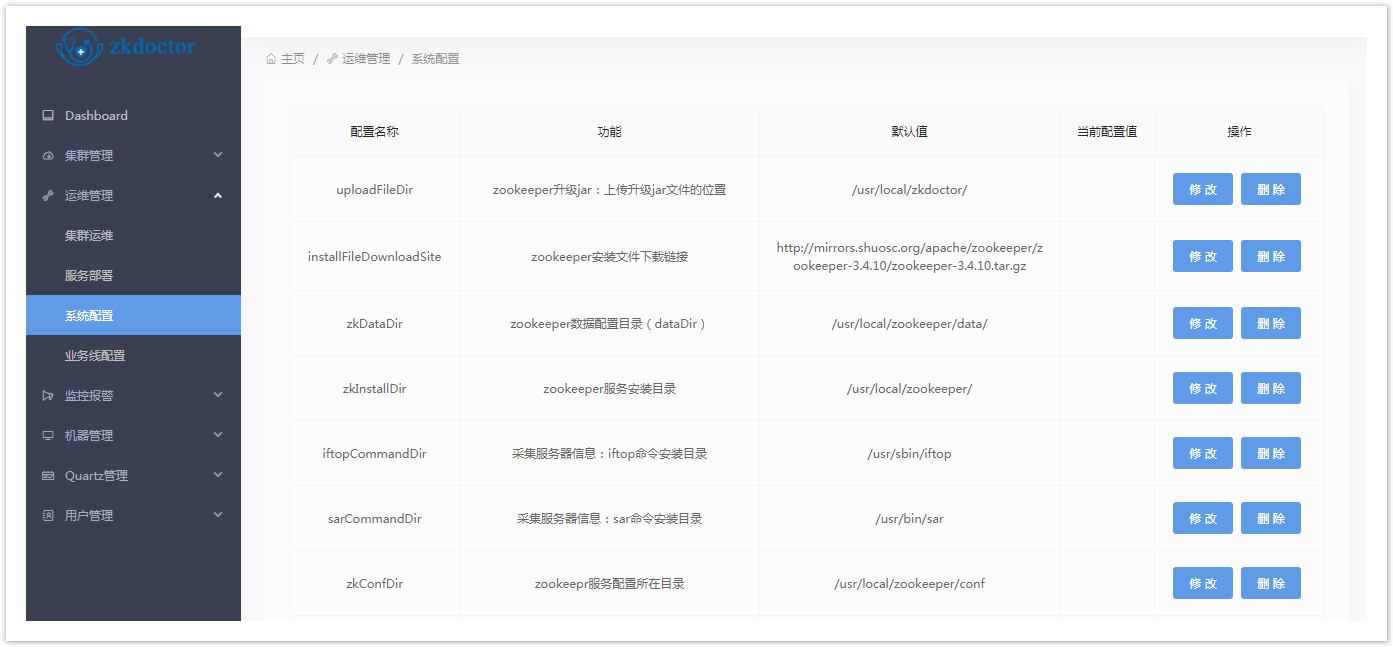 zkdoctor
Dashboard
集群管理
运维管理
集群运维
服务部署
系统配置
业务线配置
监控报警
机器管理
Quartz管理
用户管理
主页 / 运维管理 / 系统配置
配置名称 功能 默认值 当前配置值 操作
uploadFileDir zookeeper升级jar：上传升级jar文件的位置 /usr/local/zkdoctor/ 修 改 删 除
installFileDownloadSite zookeeper安装文件下载链接 http://mirrors.shuosc.org/apache/zookeeper/z
ookeeper-3.4.10/zookeeper-3.4.10.tar.gz 修 改 删 除
zkDataDir zookeeper数据配置目录（dataDir） /usr/local/zookeeper/data/ 修 改 删 除
zkInstallDir zookeeper服务安装目录 /usr/local/zookeeper/ 修 改 删 除
iftopCommandDir 采集服务器信息：iftop命令安装目录 /usr/sbin/iftop 修 改 删 除
sarCommandDir 采集服务器信息：sar命令安装目录 /usr/bin/sar 修 改 删 除
zkConfDir zookeepr服务配置所在目录 /usr/local/zookeeper/conf 修 改 删 除